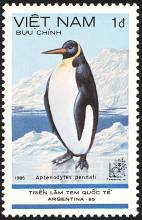 VIỆT NAM
BƯU CHÍNH 1đ
1985 Aptenodytes pennati
TRIỂN LÃM TEM QUỐC TẾ
ARGENTINA - 85